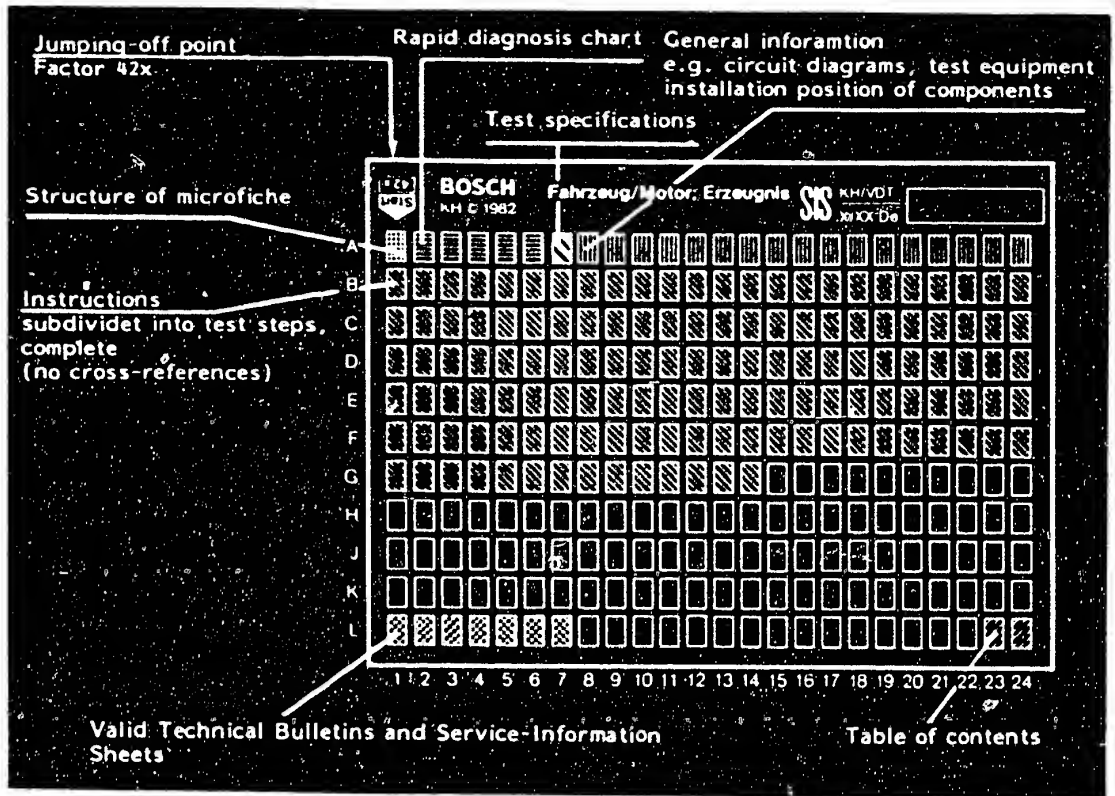 Jumping-off point
Factor 42x
Rapid diagnosis chart
General inforamtion
e.g. circuit diagrams, test equipment
installation position of components
Test specifications
Structure of microfiche
Instructions
subdividet into test steps,
complete
(no cross-references)
BOSCH
KH © 1982
Fahrzeug/Motor; Erzeugnis
SIS
KH/VDT
A
B
C
D
E
F
G
H
J
K
L
1 2 3 4 5 6 7 8 9 10 11 12 13 14 15 16 17 18 19 20 21 22 23 24
Valid Technical Bulletins and Service-Information
Sheets
Table of contents